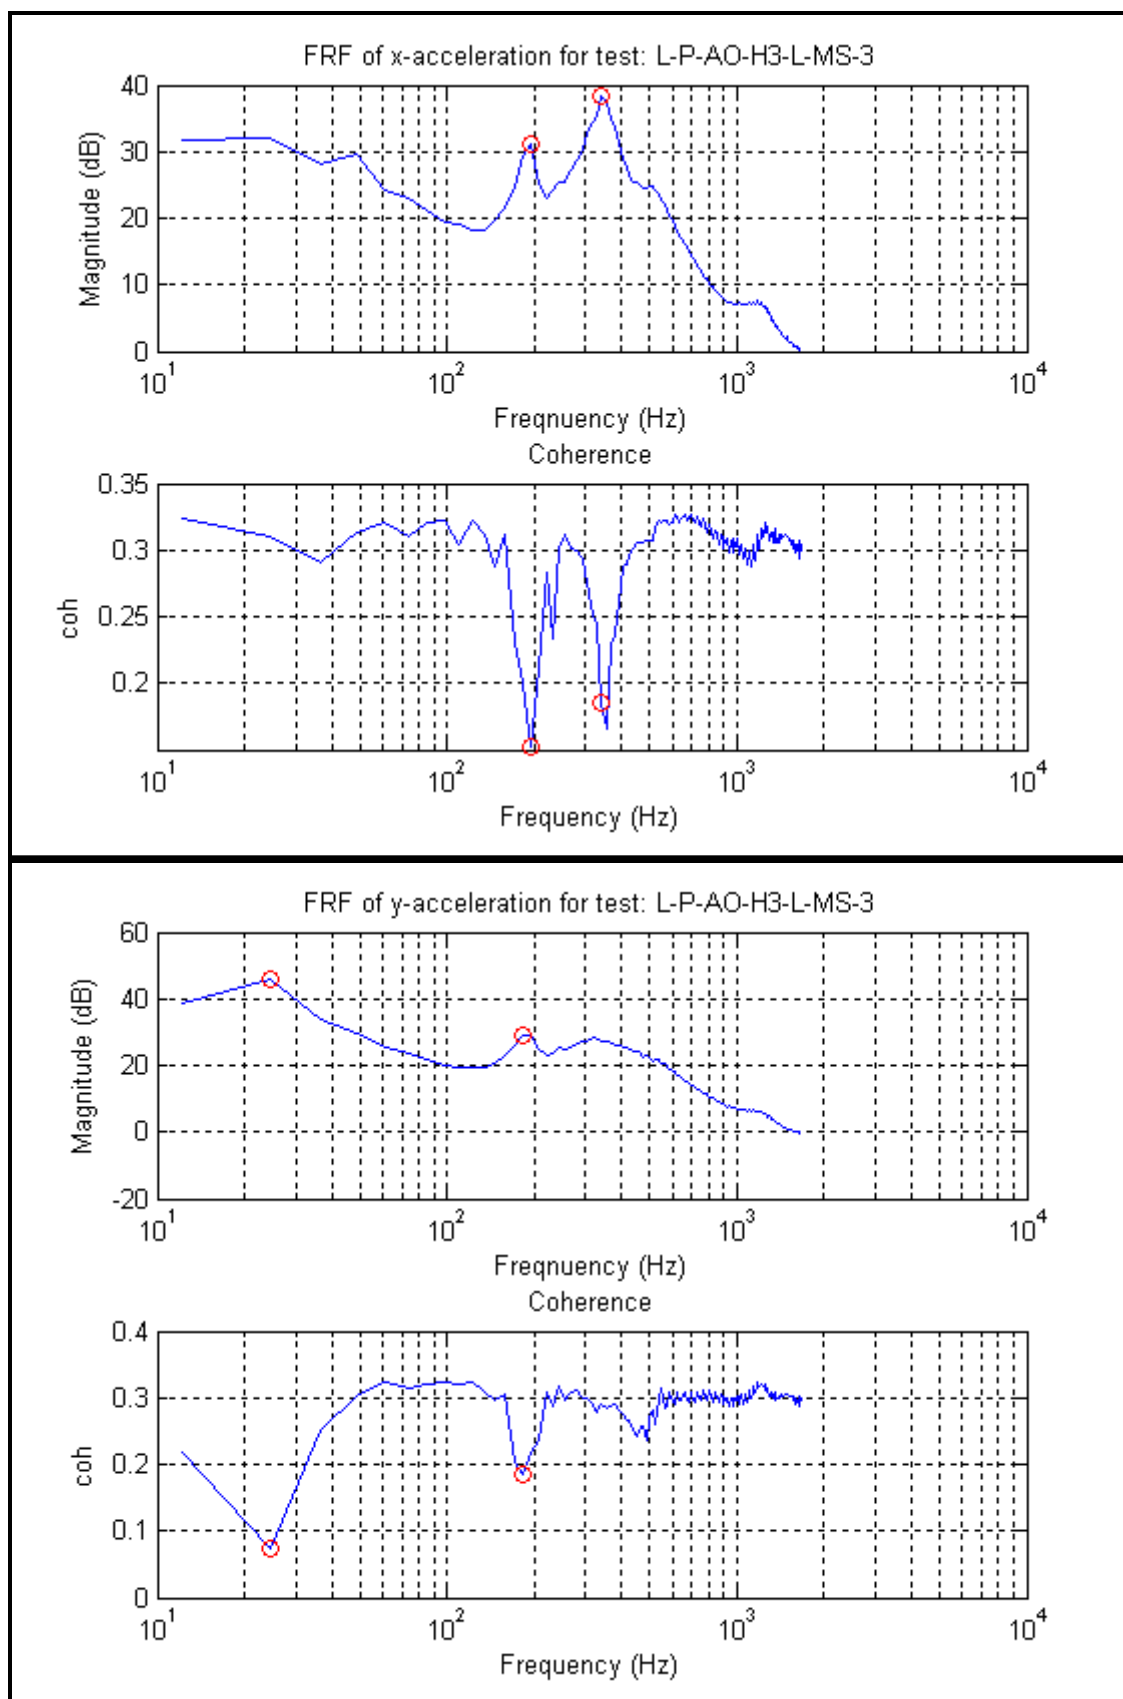 FRF of x-acceleration for test: L-P-AO-H3-L-MS-3
40
30
20
10
0
Magnitude (dB)
10^1 10^2 10^3 10^4
Freqnuency (Hz)
Coherence
0.35
0.3
0.25
0.2
coh
10^1 10^2 10^3 10^4
Frequency (Hz)
FRF of y-acceleration for test: L-P-AO-H3-L-MS-3
60
40
20
0
-20
Magnitude (dB)
10^1 10^2 10^3 10^4
Freqnuency (Hz)
Coherence
0.4
0.3
0.2
0.1
0
coh
10^1 10^2 10^3 10^4
Frequency (Hz)